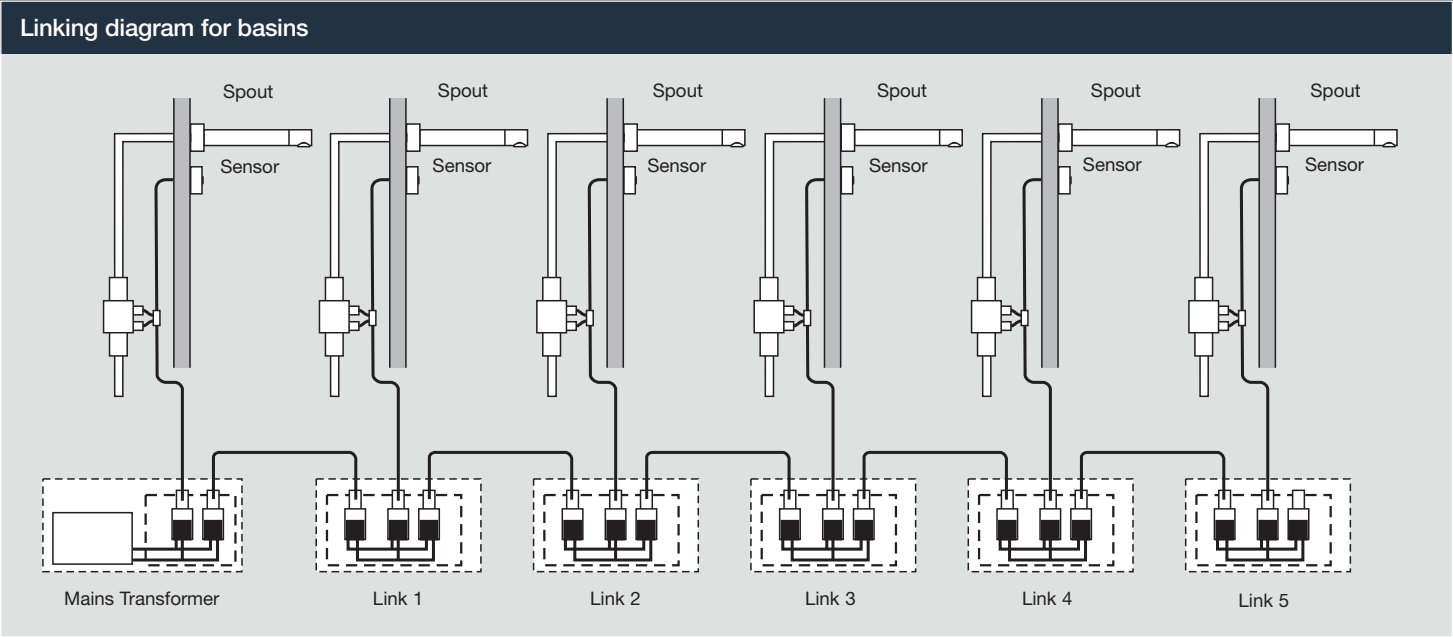 Linking diagram for basins
Spout Spout Spout Spout Spout Spout
Sensor Sensor Sensor Sensor Sensor Sensor
Mains Transformer Link 1 Link 2 Link 3 Link 4 Link 5